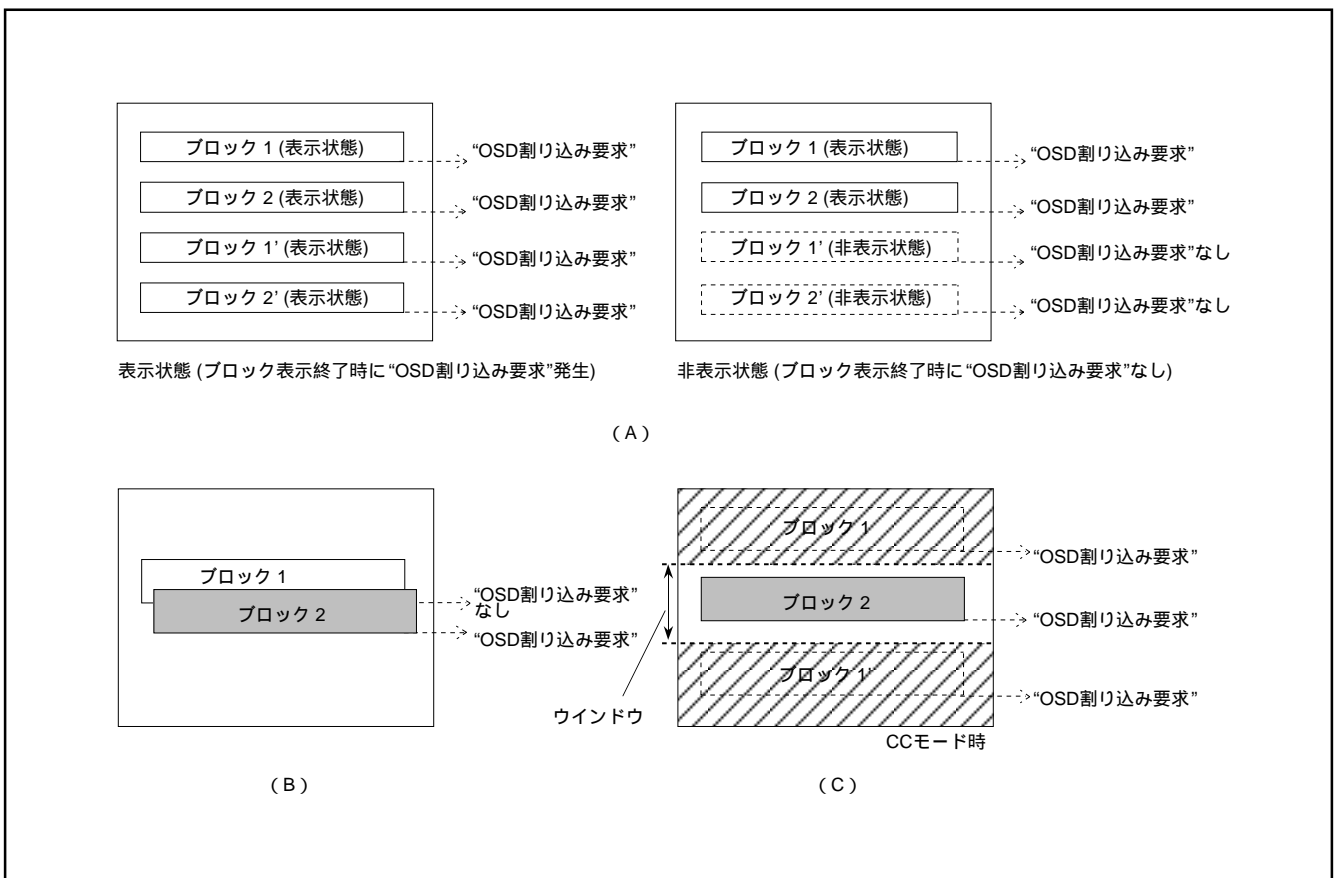 ブロック 1 (表示状態)
“OSD割り込み要求”
ブロック 2 (表示状態)
“OSD割り込み要求”
ブロック 1’ (表示状態)
“OSD割り込み要求”
ブロック 2’ (表示状態)
“OSD割り込み要求”
表示状態 (ブロック表示終了時に“OSD割り込み要求”発生)
ブロック 1 (表示状態)
“OSD割り込み要求”
ブロック 2 (表示状態)
“OSD割り込み要求”
ブロック 1’ (非表示状態)
“OSD割り込み要求”なし
ブロック 2’ (非表示状態)
“OSD割り込み要求”なし
非表示状態 (ブロック表示終了時に“OSD割り込み要求”なし)
(A)
ブロック 1
ブロック 2
“OSD割り込み要求”
なし
“OSD割り込み要求”
(B)
ブロック 1
“OSD割り込み要求”
ブロック 2
“OSD割り込み要求”
ブロック 1’
“OSD割り込み要求”
ウインドウ
CCモード時
(C)